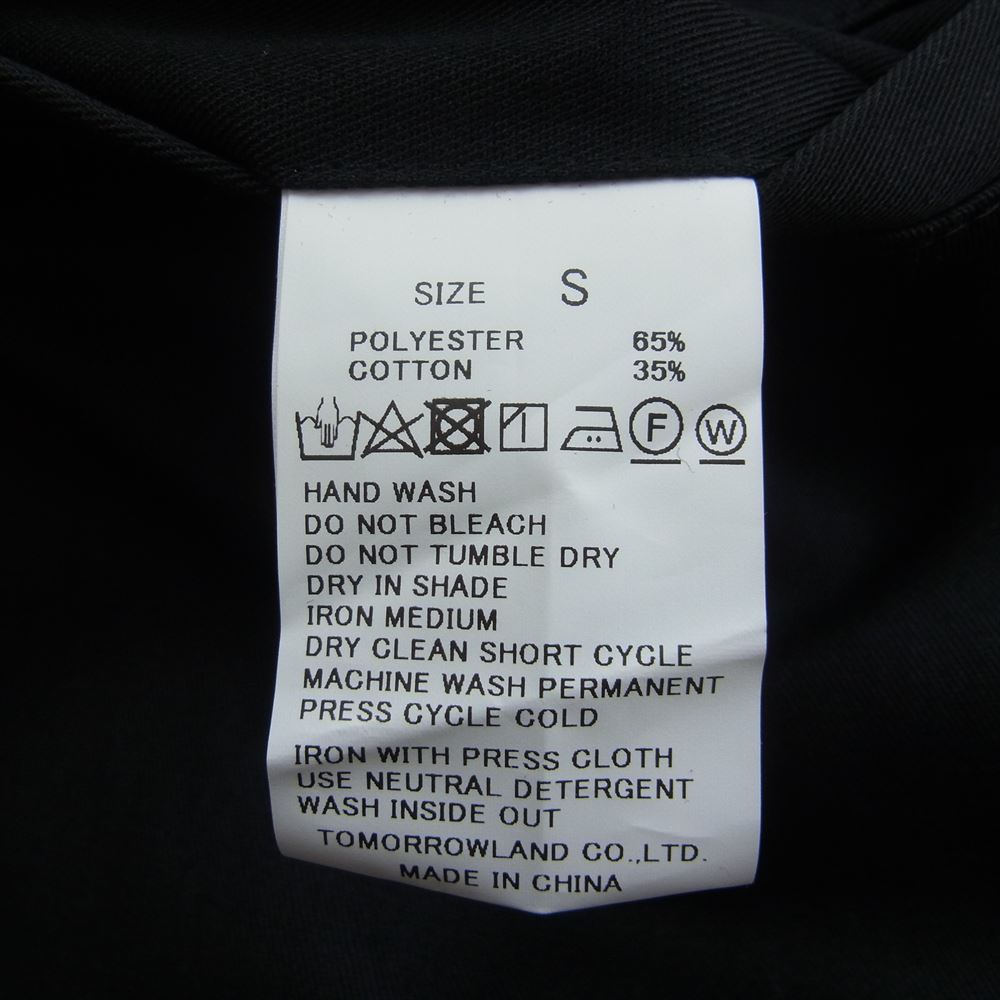 SIZE S
POLYESTER 65%
COTTON 35%
F W
HAND WASH
DO NOT BLEACH
DO NOT TUMBLE DRY
DRY IN SHADE
IRON MEDIUM
DRY CLEAN SHORT CYCLE
MACHINE WASH PERMANENT
PRESS CYCLE COLD
IRON WITH PRESS CLOTH
USE NEUTRAL DETERGENT
WASH INSIDE OUT
TOMORROWLAND CO.,LTD.
MADE IN CHINA